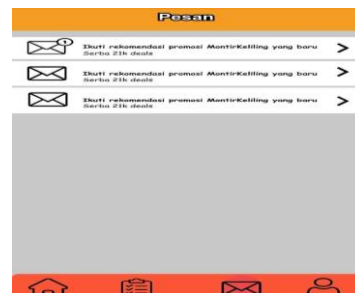 Pesan
1
Ikuti rekomendasi promosi MontirKeliling yang baru
Serba 21k deals
Ikuti rekomendasi promosi MontirKeliling yang baru
Serba 21k deals
Ikuti rekomendasi promosi MontirKeliling yang baru
Serba 21k deals